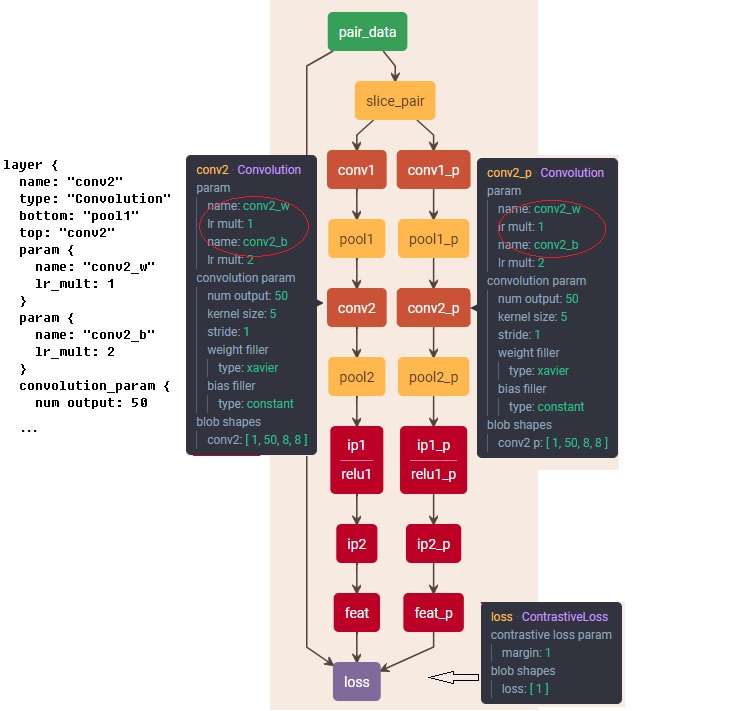 pair_data
slice_pair
conv1
conv1_p
pool1
pool1_p
conv2
conv2_p
pool2
pool2_p
ip1
relu1
ip1_p
relu1_p
ip2
ip2_p
feat
feat_p
loss
layer {
name: "conv2"
type: "Convolution"
bottom: "pool1"
top: "conv2"
param {
name: "conv2_w"
lr_mult: 1
}
param {
name: "conv2_b"
lr_mult: 2
}
convolution_param {
num output: 50
...
conv2 · Convolution
param
name: conv2_w
lr mult: 1
name: conv2_b
lr mult: 2
convolution param
num output: 50
kernel size: 5
stride: 1
weight filler
type: xavier
bias filler
type: constant
blob shapes
conv2: [ 1, 50, 8, 8 ]
conv2_p · Convolution
param
name: conv2_w
lr mult: 1
name: conv2_b
lr mult: 2
convolution param
num output: 50
kernel size: 5
stride: 1
weight filler
type: xavier
bias filler
type: constant
blob shapes
conv2 p: [ 1, 50, 8, 8 ]
loss · ContrastiveLoss
contrastive loss param
margin: 1
blob shapes
loss: [ 1 ]